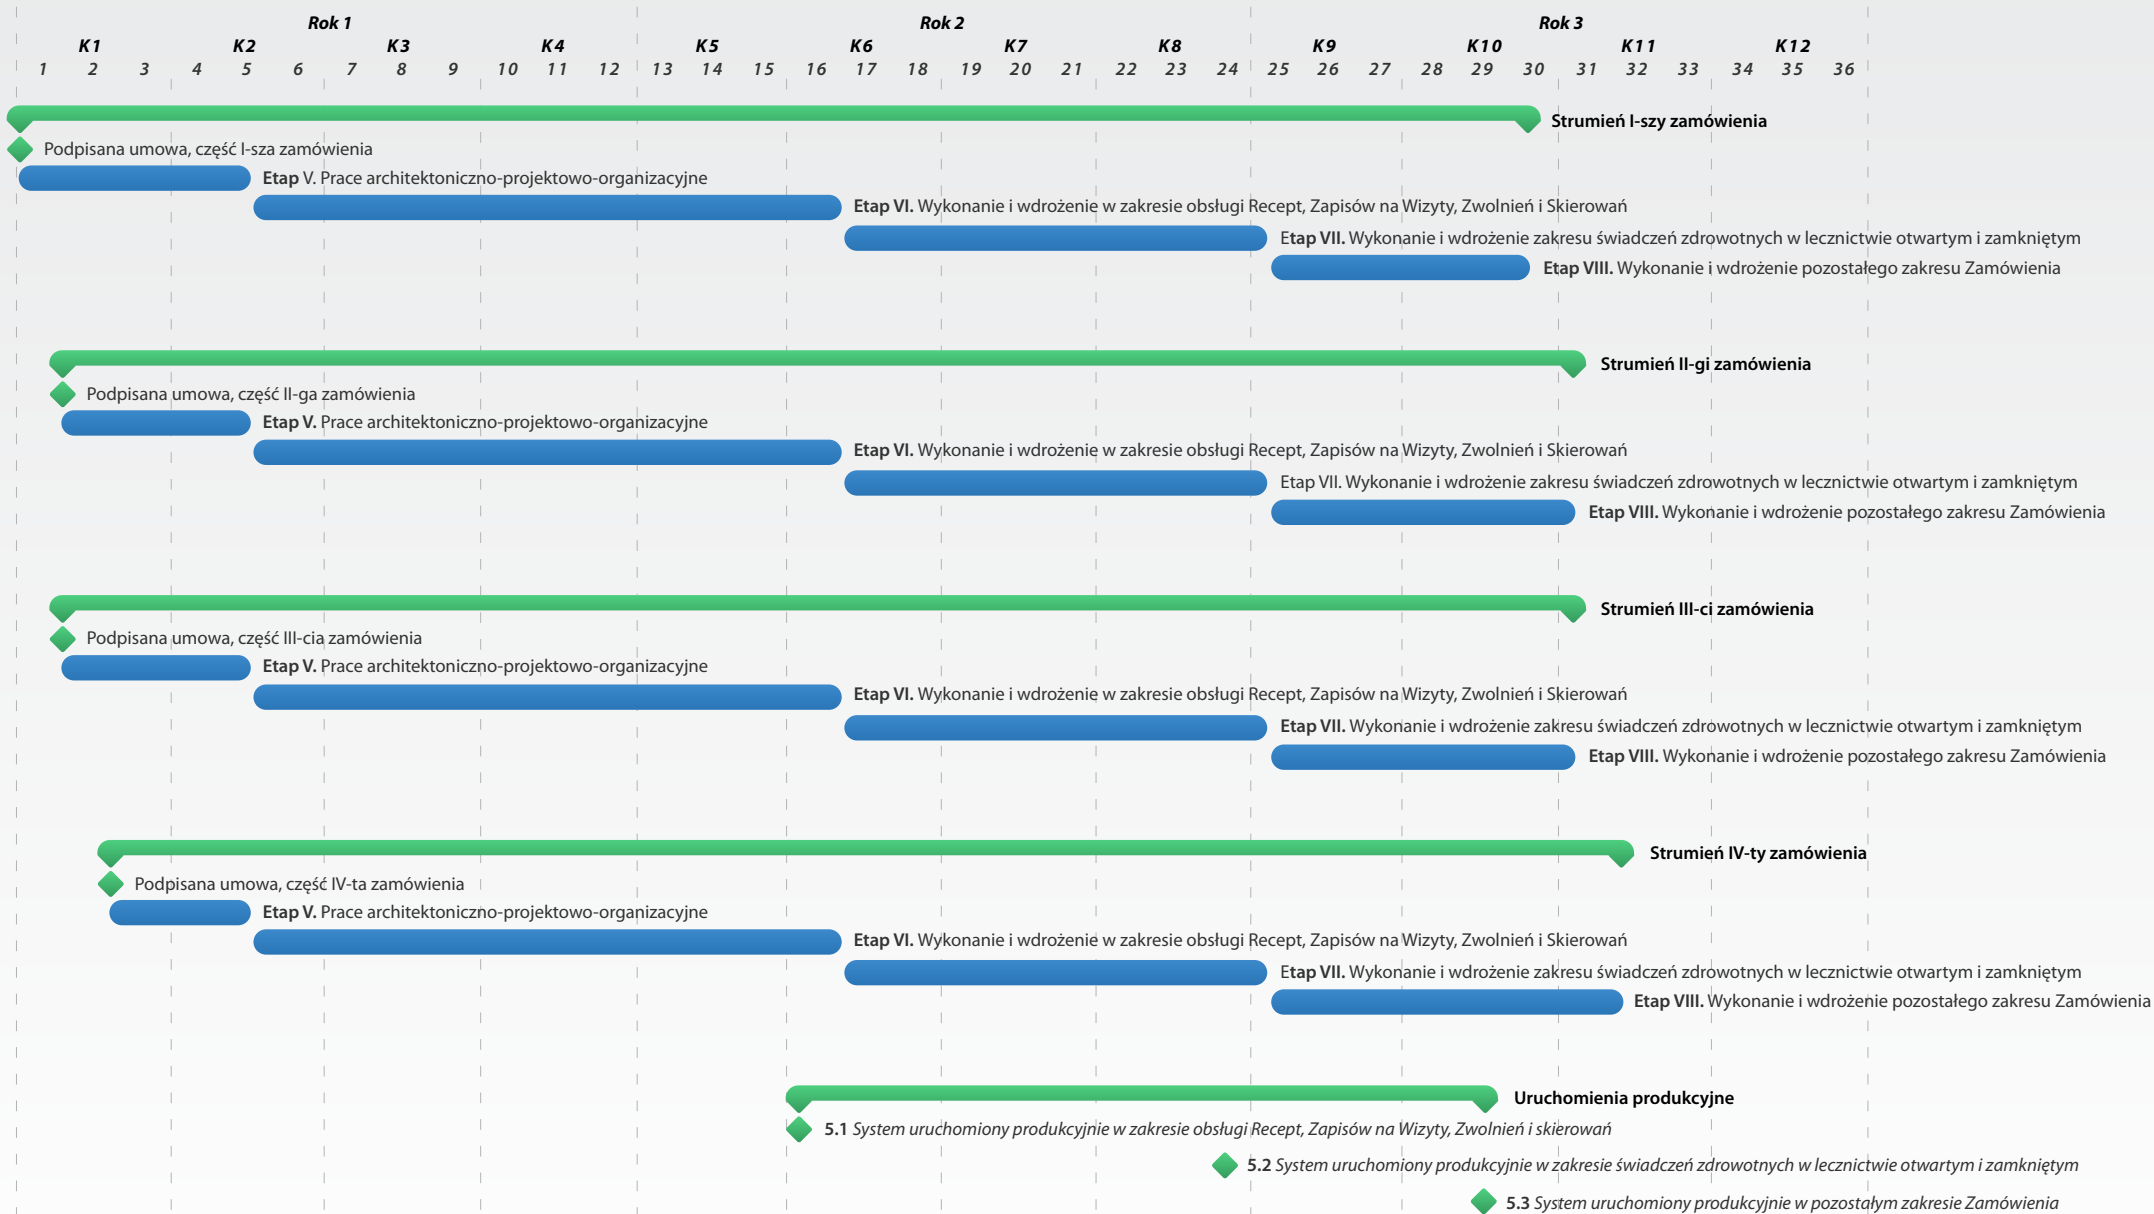 Rok 1 Rok 2 Rok 3
K1 K2 K3 K4 K5 K6 K7 K8 K9 K10 K11 K12
1 2 3 4 5 6 7 8 9 10 11 12 13 14 15 16 17 18 19 20 21 22 23 24 25 26 27 28 29 30 31 32 33 34 35 36
Strumień I-szy zamówienia
Podpisana umowa, część I-sza zamówienia
Etap V. Prace architektoniczno-projektowo-organizacyjne
Etap VI. Wykonanie i wdrożenie w zakresie obsługi Recept, Zapisów na Wizyty, Zwolnień i Skierowań
Etap VII. Wykonanie i wdrożenie zakresu świadczeń zdrowotnych w lecznictwie otwartym i zamkniętym
Etap VIII. Wykonanie i wdrożenie pozostałego zakresu Zamówienia
Strumień II-gi zamówienia
Podpisana umowa, część II-ga zamówienia
Etap V. Prace architektoniczno-projektowo-organizacyjne
Etap VI. Wykonanie i wdrożenie w zakresie obsługi Recept, Zapisów na Wizyty, Zwolnień i Skierowań
Etap VII. Wykonanie i wdrożenie zakresu świadczeń zdrowotnych w lecznictwie otwartym i zamkniętym
Etap VIII. Wykonanie i wdrożenie pozostałego zakresu Zamówienia
Strumień III-ci zamówienia
Podpisana umowa, część III-cia zamówienia
Etap V. Prace architektoniczno-projektowo-organizacyjne
Etap VI. Wykonanie i wdrożenie w zakresie obsługi Recept, Zapisów na Wizyty, Zwolnień i Skierowań
Etap VII. Wykonanie i wdrożenie zakresu świadczeń zdrowotnych w lecznictwie otwartym i zamkniętym
Etap VIII. Wykonanie i wdrożenie pozostałego zakresu Zamówienia
Strumień IV-ty zamówienia
Podpisana umowa, część IV-ta zamówienia
Etap V. Prace architektoniczno-projektowo-organizacyjne
Etap VI. Wykonanie i wdrożenie w zakresie obsługi Recept, Zapisów na Wizyty, Zwolnień i Skierowań
Etap VII. Wykonanie i wdrożenie zakresu świadczeń zdrowotnych w lecznictwie otwartym i zamkniętym
Etap VIII. Wykonanie i wdrożenie pozostałego zakresu Zamówienia
Uruchomienia produkcyjne
5.1 System uruchomiony produkcyjnie w zakresie obsługi Recept, Zapisów na Wizyty, Zwolnień i skierowań
5.2 System uruchomiony produkcyjnie w zakresie świadczeń zdrowotnych w lecznictwie otwartym i zamkniętym
5.3 System uruchomiony produkcyjnie w pozostałym zakresie Zamówienia